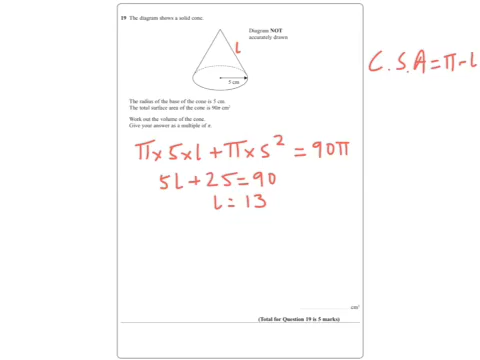 19 The diagram shows a solid cone.
Diagram NOT
accurately drawn
l
5 cm
C.S.A = πrl
The radius of the base of the cone is 5 cm.
The total surface area of the cone is 90π cm²
Work out the volume of the cone.
Give your answer as a multiple of π.
π × 5 × l + π × 5² = 90π
5l + 25 = 90
l = 13
cm³
(Total for Question 19 is 5 marks)